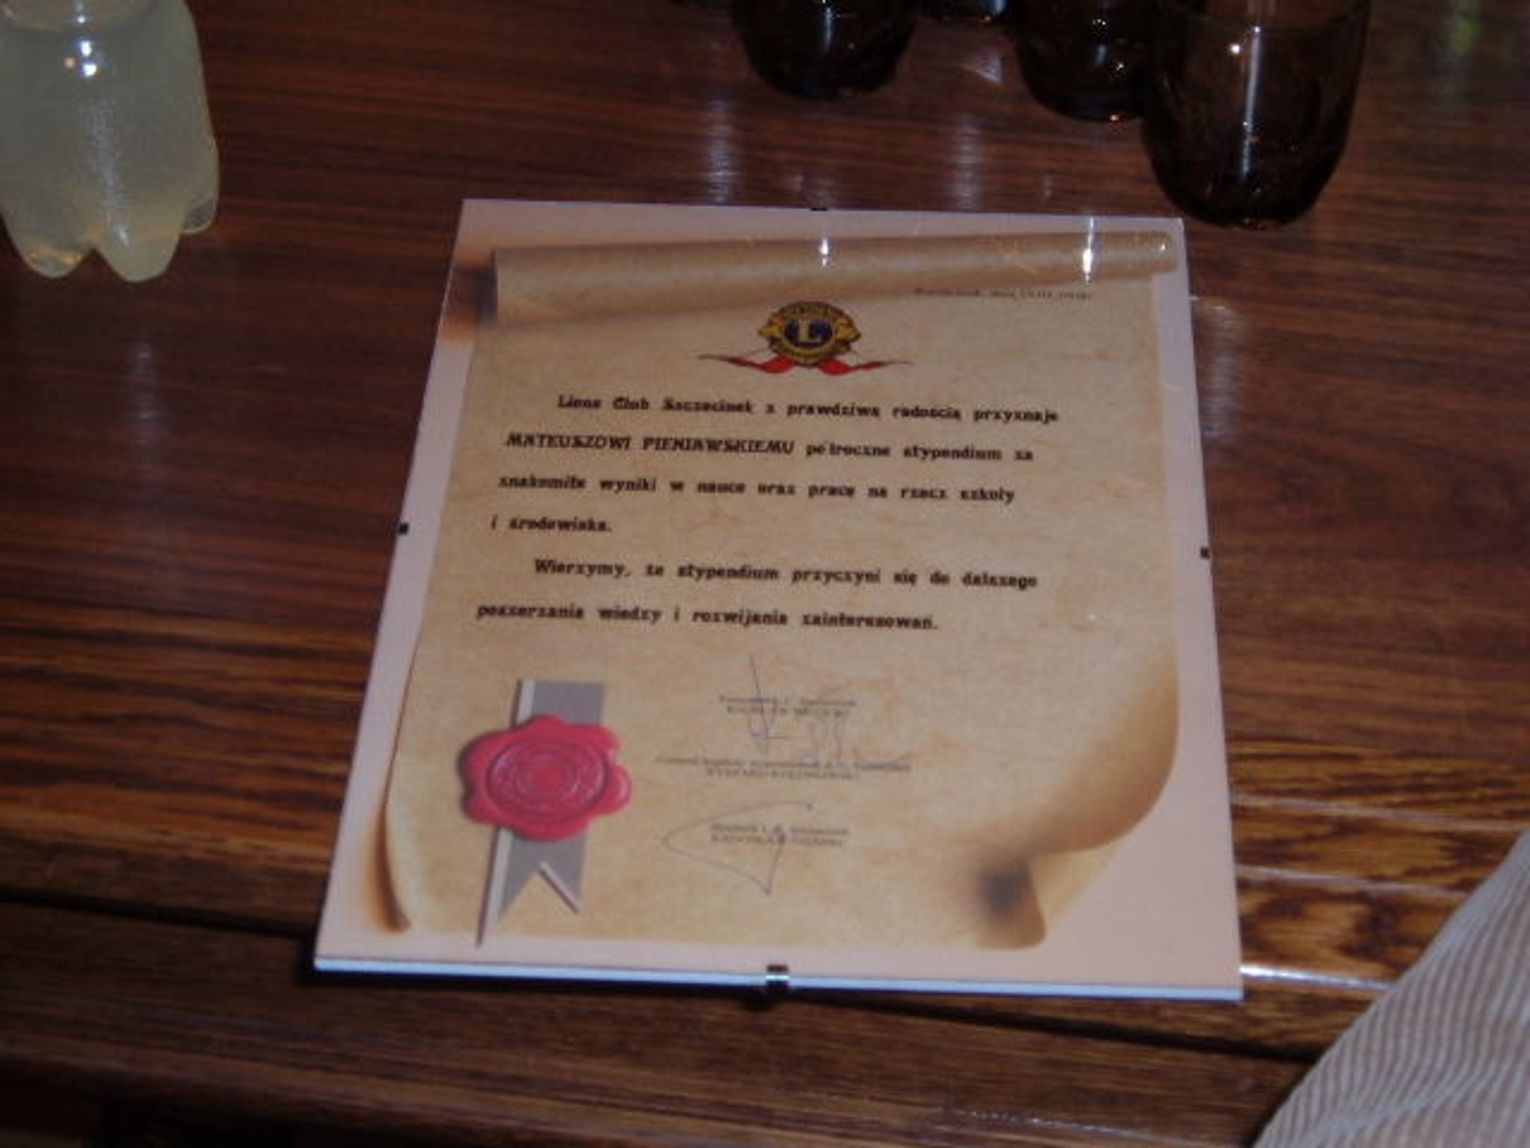 Lions Club Szczecinek z prawdziwą radością przyznaje
MATEUSZOWI PIENIAWSKIEMU półroczne stypendium za
znakomite wyniki w nauce oraz pracę na rzecz szkoły
i środowiska.
Wierzymy, że stypendium przyczyni się do dalszego
poszerzania wiedzy i rozwijania zainteresowań.